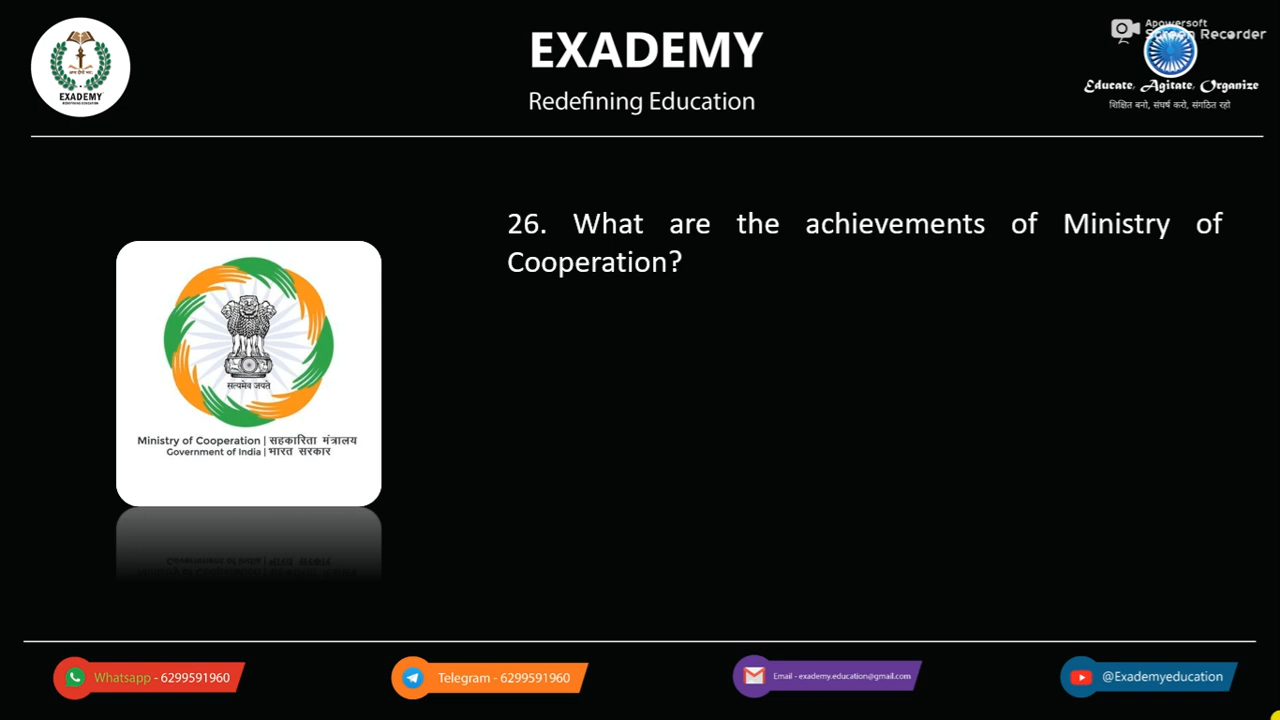 EXADEMY
Redefining Education
EXADEMY
REDEFINING EDUCATION
Apowersoft
Screen Recorder
Educate, Agitate, Organize
शिक्षित बनो, संघर्ष करो, संगठित रहो
26. What are the achievements of Ministry of
Cooperation?
सत्यमेव जयते
Ministry of Cooperation | सहकारिता मंत्रालय
Government of India | भारत सरकार
Whatsapp - 6299591960
Telegram - 6299591960
Email - exademy.education@gmail.com
@Exademyeducation